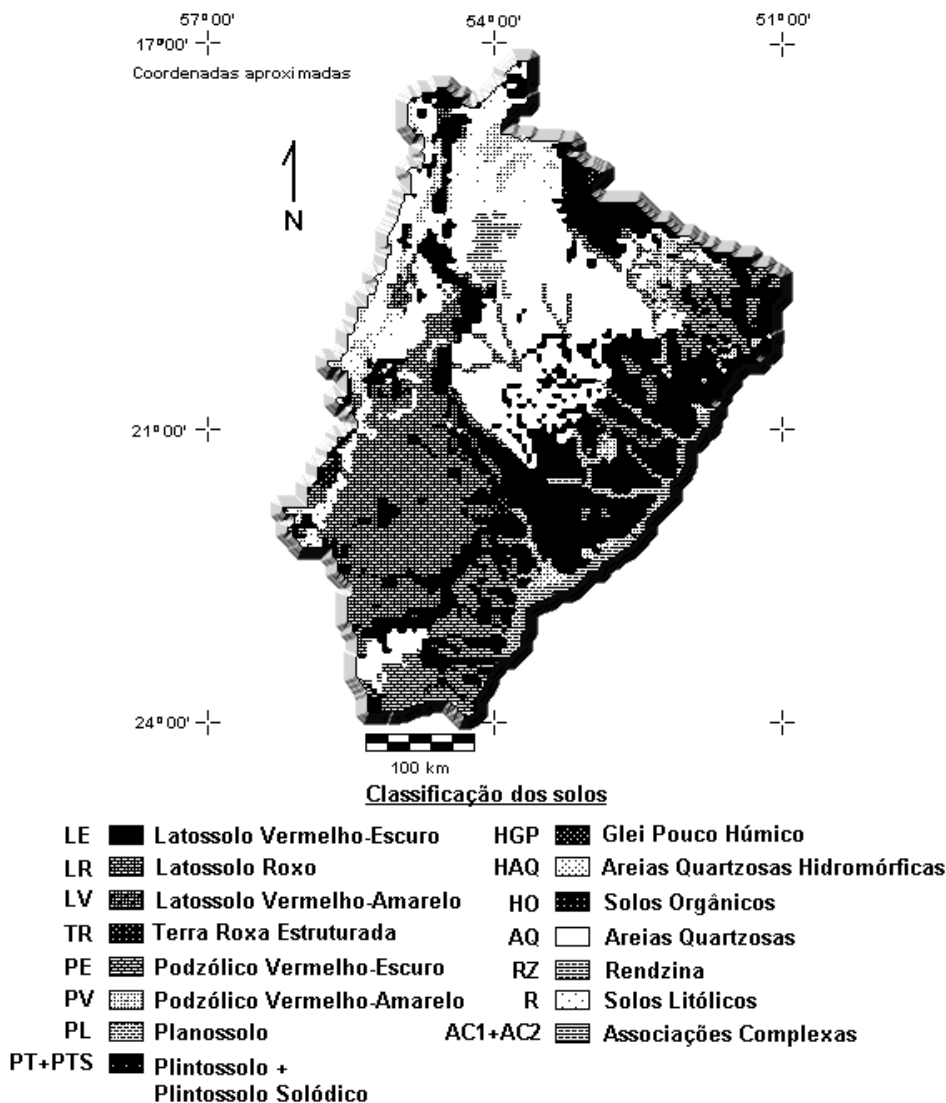 57º00' 54º00' 51º00'
17º00'
Coordenadas aproximadas
N
21º00'
24º00'
100 km
Classificação dos solos
LE Latossolo Vermelho-Escuro
LR Latossolo Roxo
LV Latossolo Vermelho-Amarelo
TR Terra Roxa Estruturada
PE Podzólico Vermelho-Escuro
PV Podzólico Vermelho-Amarelo
PL Planossolo
PT+PTS Plintossolo +
Plintossolo Solódico
HGP Glei Pouco Húmico
HAQ Areias Quartzosas Hidromórficas
HO Solos Orgânicos
AQ Areias Quartzosas
RZ Rendzina
R Solos Litólicos
AC1+AC2 Associações Complexas